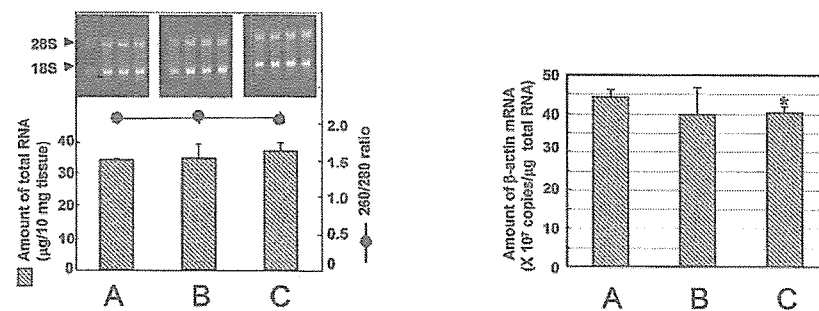 28S
18S
Amount of total RNA
(µg/10 mg tissue)
40
30
20
10
0
2.0
1.5
1.0
0.5
0
260/280 ratio
A B C
Amount of β-actin mRNA
(X 10⁷ copies/µg total RNA)
50
40
30
20
10
0
*
A B C